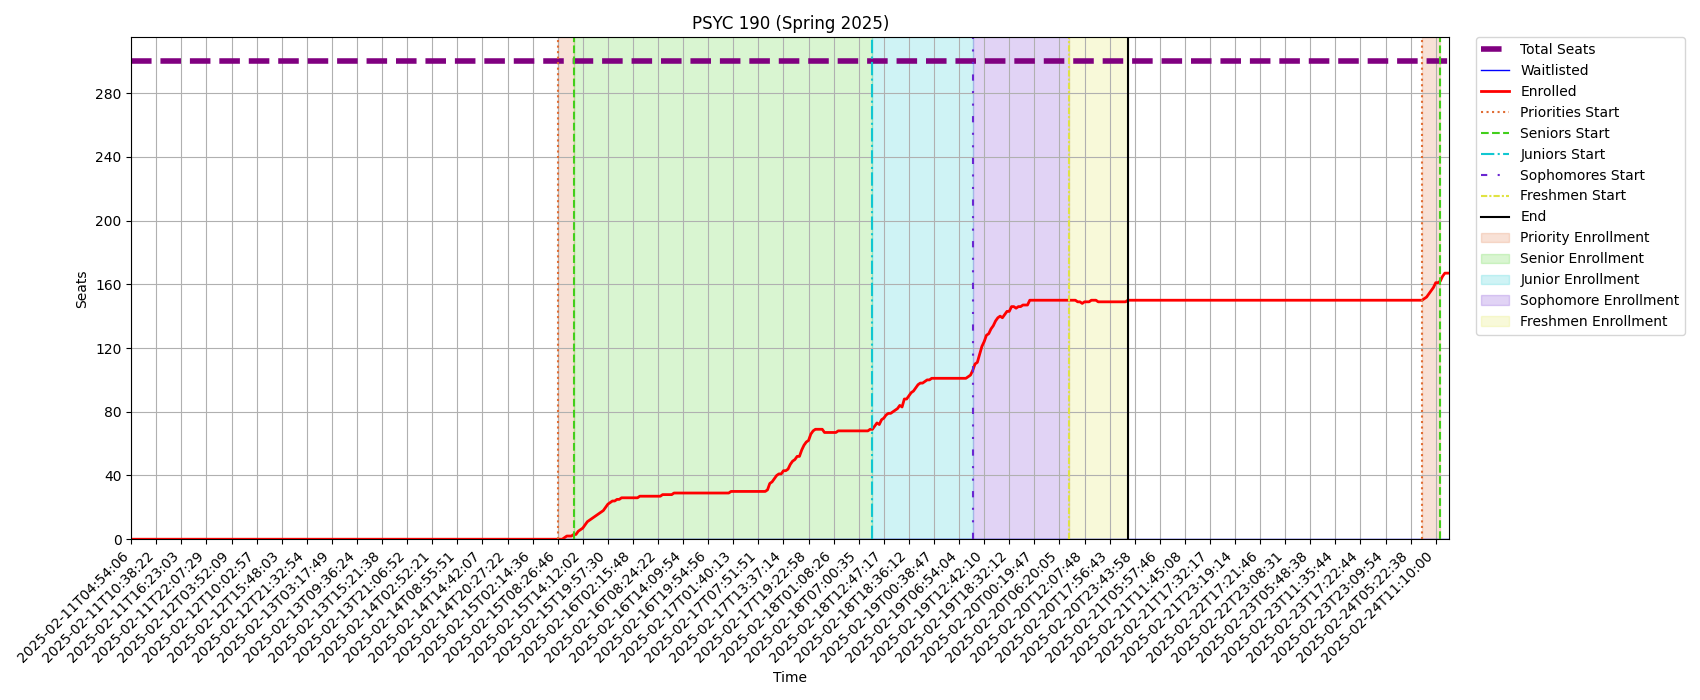 PSYC 190 (Spring 2025)
Seats
280
240
200
160
120
80
40
0
2025-02-11T04:54:06
2025-02-11T10:38:22
2025-02-11T16:23:03
2025-02-11T22:07:29
2025-02-12T03:52:09
2025-02-12T10:02:57
2025-02-12T15:48:03
2025-02-12T21:32:54
2025-02-13T03:17:49
2025-02-13T09:36:24
2025-02-13T15:21:38
2025-02-13T21:06:52
2025-02-14T02:52:21
2025-02-14T08:55:51
2025-02-14T14:42:07
2025-02-14T20:27:22
2025-02-15T02:14:36
2025-02-15T08:26:46
2025-02-15T14:12:02
2025-02-15T19:57:30
2025-02-16T02:15:48
2025-02-16T08:24:22
2025-02-16T14:09:54
2025-02-16T19:54:56
2025-02-17T01:40:13
2025-02-17T07:51:51
2025-02-17T13:37:14
2025-02-17T19:22:58
2025-02-18T01:08:26
2025-02-18T07:00:35
2025-02-18T12:47:17
2025-02-18T18:36:12
2025-02-19T00:38:47
2025-02-19T06:54:04
2025-02-19T12:42:10
2025-02-19T18:32:12
2025-02-20T00:19:47
2025-02-20T06:20:05
2025-02-20T12:07:48
2025-02-20T17:56:43
2025-02-20T23:43:58
2025-02-21T05:57:46
2025-02-21T11:45:08
2025-02-21T17:32:17
2025-02-21T23:19:14
2025-02-22T17:21:46
2025-02-22T23:08:31
2025-02-23T05:48:38
2025-02-23T11:35:44
2025-02-23T17:22:44
2025-02-23T23:09:54
2025-02-24T05:22:38
2025-02-24T11:10:00
Time
Total Seats
Waitlisted
Enrolled
Priorities Start
Seniors Start
Juniors Start
Sophomores Start
Freshmen Start
End
Priority Enrollment
Senior Enrollment
Junior Enrollment
Sophomore Enrollment
Freshmen Enrollment